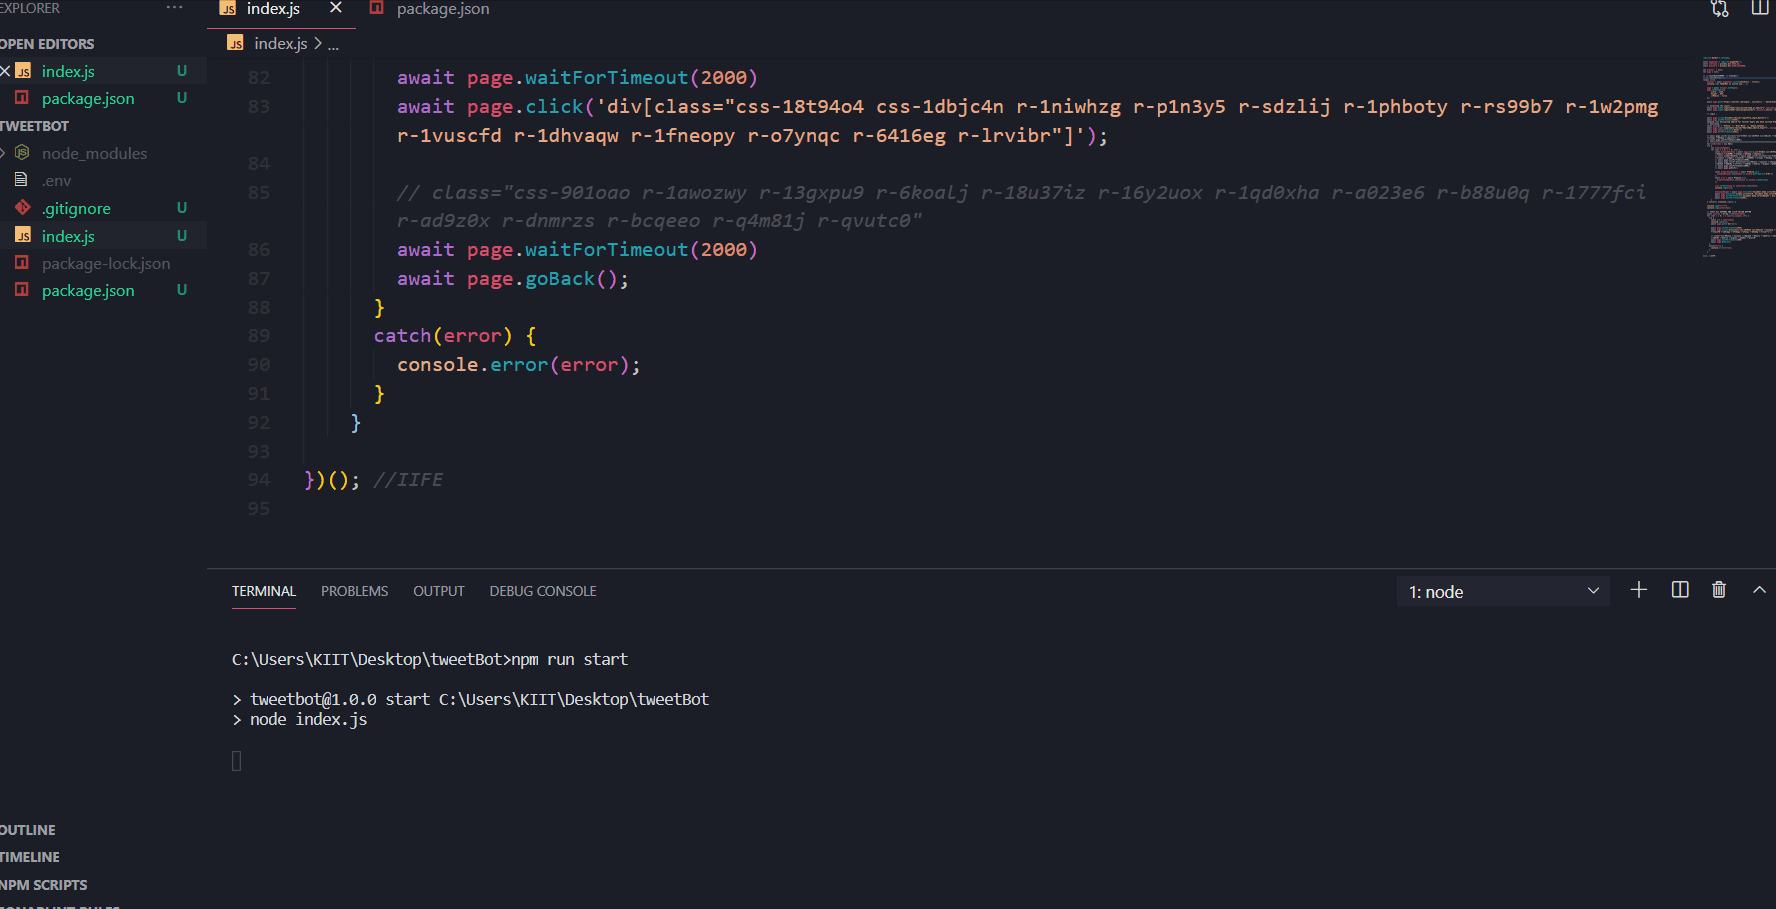 EXPLORER
...
JS index.js
package.json
OPEN EDITORS
JS index.js U
package.json U
TWEETBOT
node_modules
.env
.gitignore U
JS index.js U
package-lock.json
package.json U
OUTLINE
TIMELINE
NPM SCRIPTS
JS index.js > ...
82 await page.waitForTimeout(2000)
83 await page.click('div[class="css-18t94o4 css-1dbjc4n r-1niwhzg r-p1n3y5 r-sdzlij r-1phboty r-rs99b7 r-1w2pmg
r-1vuscfd r-1dhvaqw r-1fneopy r-o7ynqc r-6416eg r-lrvibr"]');
84
85 // class="css-901oao r-1awozwy r-13gxpu9 r-6koalj r-18u37iz r-16y2uox r-1qd0xha r-a023e6 r-b88u0q r-1777fci
r-ad9z0x r-dnmrzs r-bcqeeo r-q4m81j r-qvutc0"
86 await page.waitForTimeout(2000)
87 await page.goBack();
88 }
89 catch(error) {
90 console.error(error);
91 }
92 }
93
94 })(); //IIFE
95
TERMINAL PROBLEMS OUTPUT DEBUG CONSOLE
1: node
C:\Users\KIIT\Desktop\tweetBot>npm run start
> tweetbot@1.0.0 start C:\Users\KIIT\Desktop\tweetBot
> node index.js